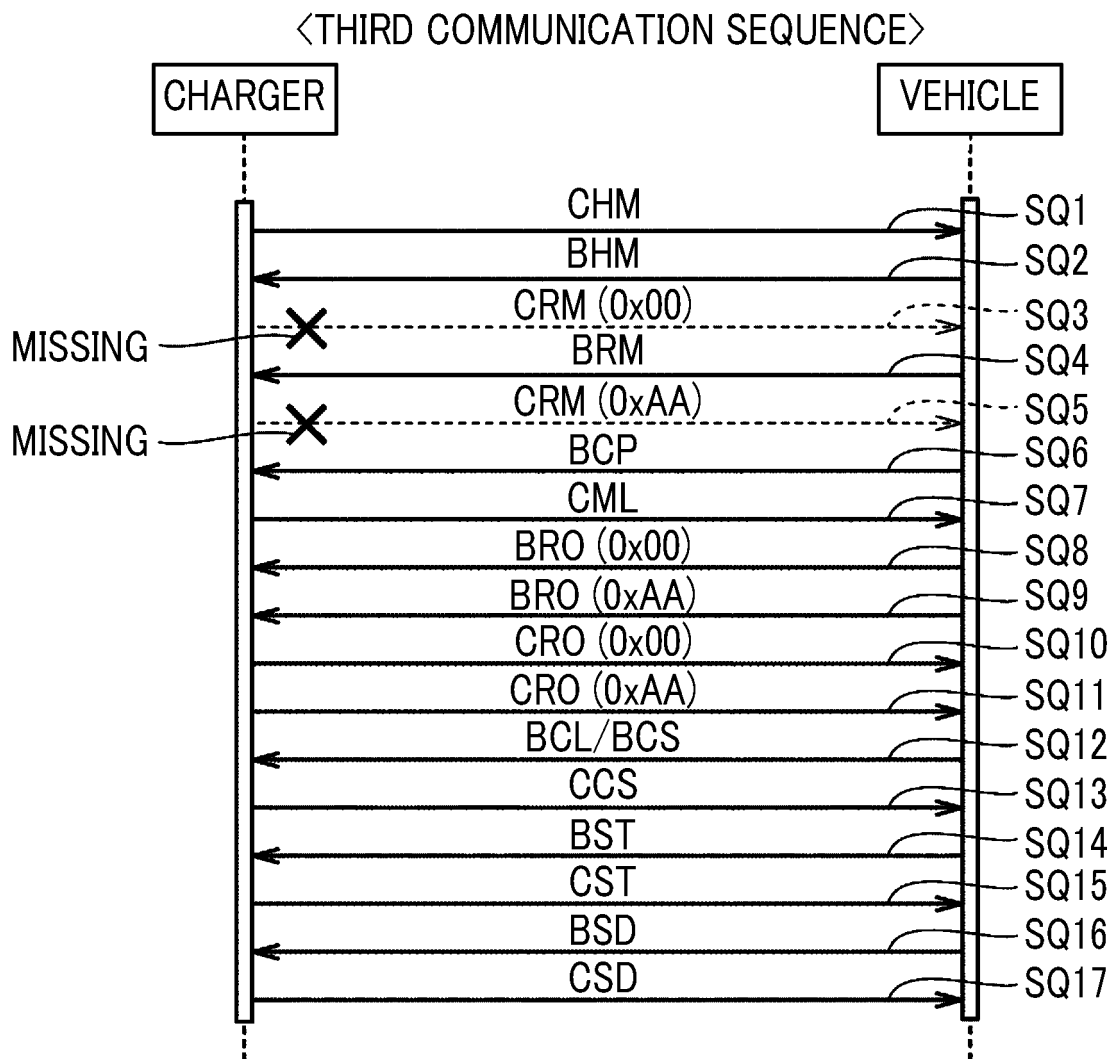 〈THIRD COMMUNICATION SEQUENCE〉
CHARGER
VEHICLE
CHM
SQ1
BHM
SQ2
CRM (0x00)
SQ3
MISSING
BRM
SQ4
CRM (0xAA)
SQ5
MISSING
BCP
SQ6
CML
SQ7
BRO (0x00)
SQ8
BRO (0xAA)
SQ9
CRO (0x00)
SQ10
CRO (0xAA)
SQ11
BCL/BCS
SQ12
CCS
SQ13
BST
SQ14
CST
SQ15
BSD
SQ16
CSD
SQ17